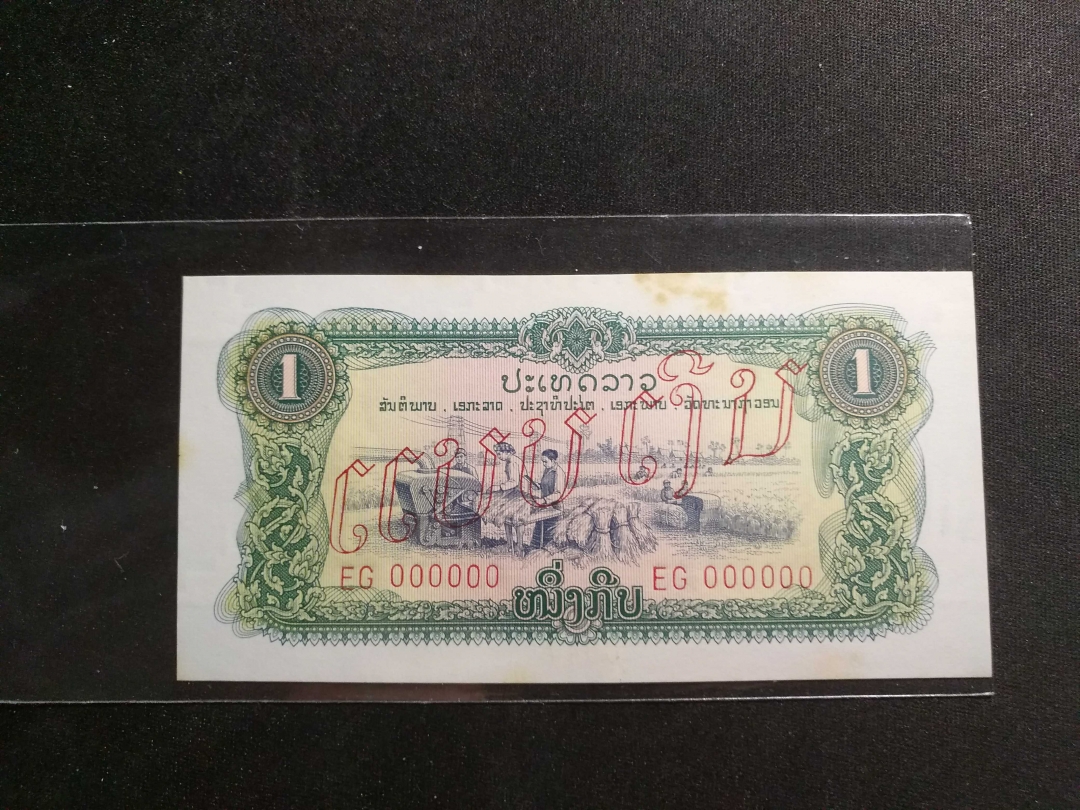 1 1
ປະເທດລາວ
ສັນຕິພາບ . ເອກະລາດ . ປະຊາທິປະໄຕ . ເອກະພາບ . ວັດທະນາຖາວອນ
ແບບເງິນ
EG 000000 EG 000000
ໜຶ່ງກີບ